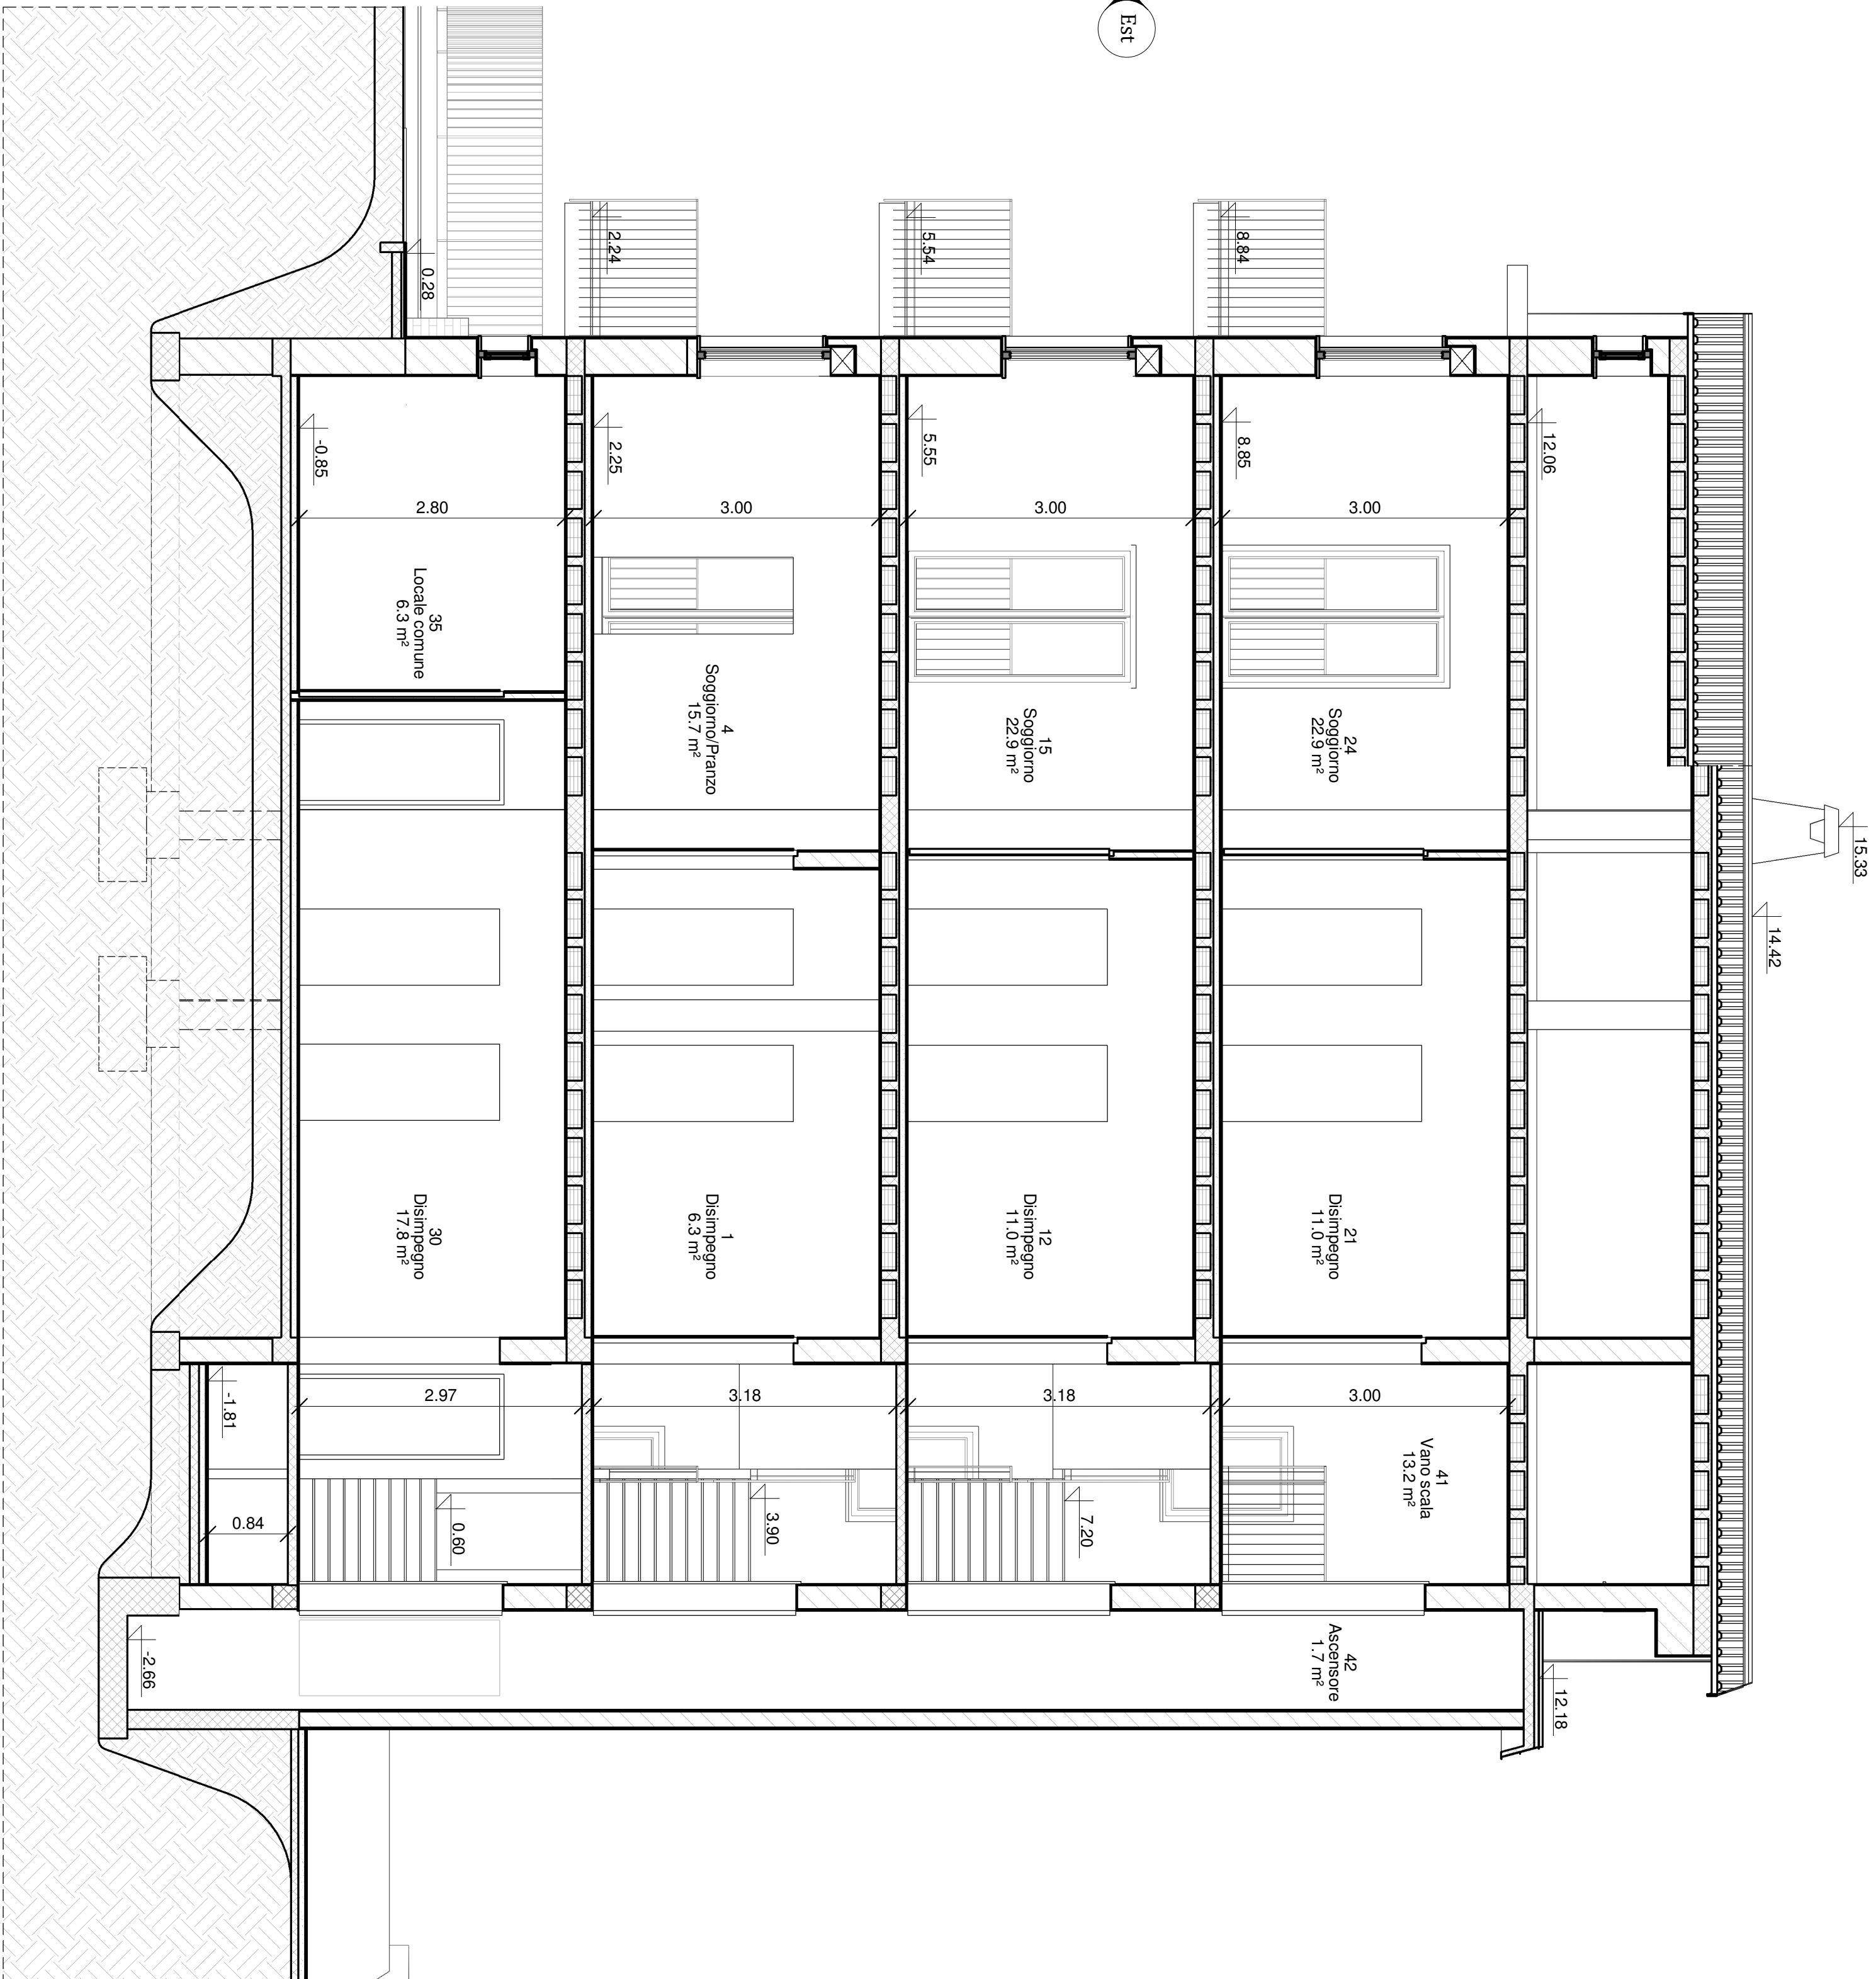 Est
15.33
14.42
12.06
12.18
8.84
8.85
3.00
24
Soggiorno
22.9 m²
21
Disimpegno
11.0 m²
3.00
41
Vano scala
13.2 m²
42
Ascensore
1.7 m²
5.54
5.55
3.00
15
Soggiorno
22.9 m²
12
Disimpegno
11.0 m²
3.18
7.20
2.24
2.25
3.00
4
Soggiorno/Pranzo
15.7 m²
1
Disimpegno
6.3 m²
3.18
3.90
0.28
-0.85
2.80
35
Locale comune
6.3 m²
30
Disimpegno
17.8 m²
2.97
0.60
-1.81
0.84
-2.66